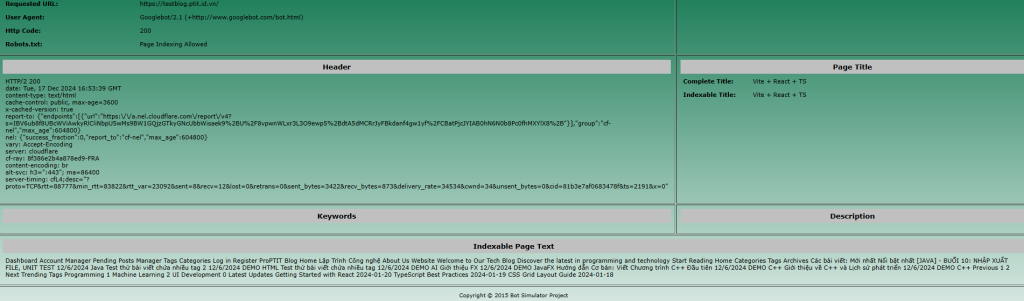 Requested URL: https://testblog.ptit.id.vn/
User Agent: Googlebot/2.1 (+http://www.googlebot.com/bot.html)
Http Code: 200
Robots.txt: Page Indexing Allowed
Header
HTTP/2 200
date: Tue, 17 Dec 2024 16:53:39 GMT
content-type: text/html
cache-control: public, max-age=3600
x-cached-version: true
report-to: {"endpoints":[{"url":"https:\/\/a.nel.cloudflare.com\/report\/v4?
nel","max_age":604800}
nel: {"success_fraction":0,"report_to":"cf-nel","max_age":604800}
vary: Accept-Encoding
server: cloudflare
cf-ray: 8f386e2b4a878ed9-FRA
content-encoding: br
alt-svc: h3=":443"; ma=86400
server-timing: cfL4;desc="?
proto=TCP&rtt=88777&min_rtt=83822&rtt_var=23092&sent=8&recv=12&lost=0&retrans=0&sent_bytes=3422&recv_bytes=873&delivery_rate=34534&cwnd=34&unsent_bytes=0&cid=81b3e7af0683478f&ts=2191&x=0"
Page Title
Complete Title: Vite + React + TS
Indexable Title: Vite + React + TS
Keywords
Description
Indexable Page Text
Dashboard Account Manager Pending Posts Manager Tags Categories Log in Register ProPTIT Blog Home Lập Trình Công nghệ About Us Website Welcome to Our Tech Blog Discover the latest in programming and technology Start Reading Home Categories Tags Archives Các bài viết: Mới nhất Nổi bật nhất [JAVA] - BUỔI 10: NHẬP XUẤT
FILE, UNIT TEST 12/6/2024 Java Test thử bài viết chứa nhiều tag 2 12/6/2024 DEMO HTML Test thử bài viết chứa nhiều tag 12/6/2024 DEMO AI Giới thiệu FX 12/6/2024 DEMO JavaFX Hướng dẫn Cơ bản: Viết Chương trình C++ Đầu tiên 12/6/2024 DEMO C++ Giới thiệu về C++ và Lịch sử phát triển 12/6/2024 DEMO C++ Previous 1 2
Next Trending Tags Programming 1 Machine Learning 2 UI Development 0 Latest Updates Getting Started with React 2024-01-20 TypeScript Best Practices 2024-01-19 CSS Grid Layout Guide 2024-01-18
Copyright © 2015 Bot Simulator Project